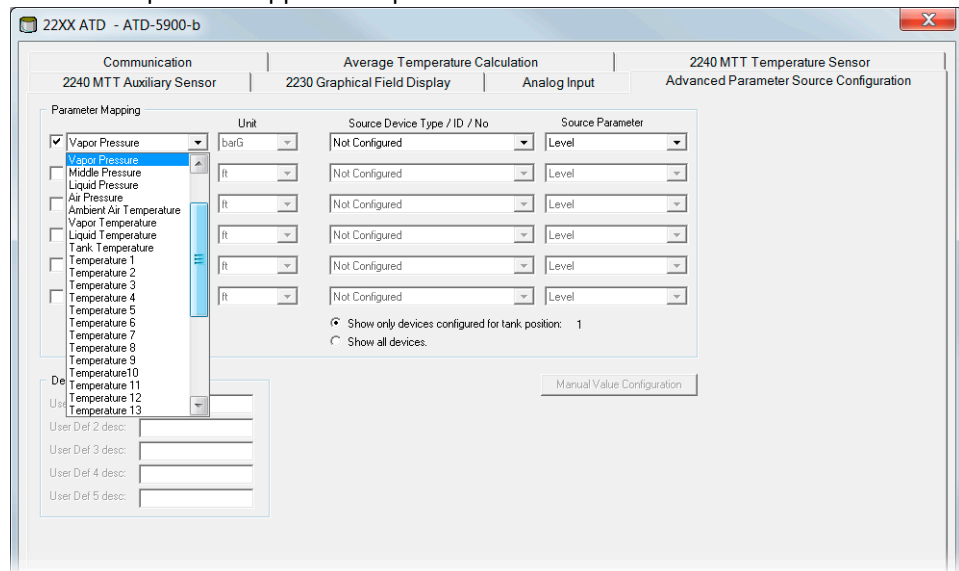 22XX ATD - ATD-5900-b
Communication Average Temperature Calculation 2240 MTT Temperature Sensor
2240 MTT Auxiliary Sensor 2230 Graphical Field Display Analog Input Advanced Parameter Source Configuration
Parameter Mapping
Unit Source Device Type / ID / No Source Parameter
Vapor Pressure barG Not Configured Level
Vapor Pressure
Middle Pressure ft Not Configured Level
Liquid Pressure
Air Pressure ft Not Configured Level
Ambient Air Temperature
Vapor Temperature
Liquid Temperature ft Not Configured Level
Tank Temperature
Temperature 1 ft Not Configured Level
Temperature 2
Temperature 3
Temperature 4 ft Not Configured Level
Temperature 5
Temperature 6 Show only devices configured for tank position: 1
Temperature 7
Temperature 8 Show all devices.
Temperature 9
Temperature10
Temperature 11 Manual Value Configuration
Temperature 12
Temperature 13
User Def 2 desc:
User Def 3 desc:
User Def 4 desc:
User Def 5 desc: